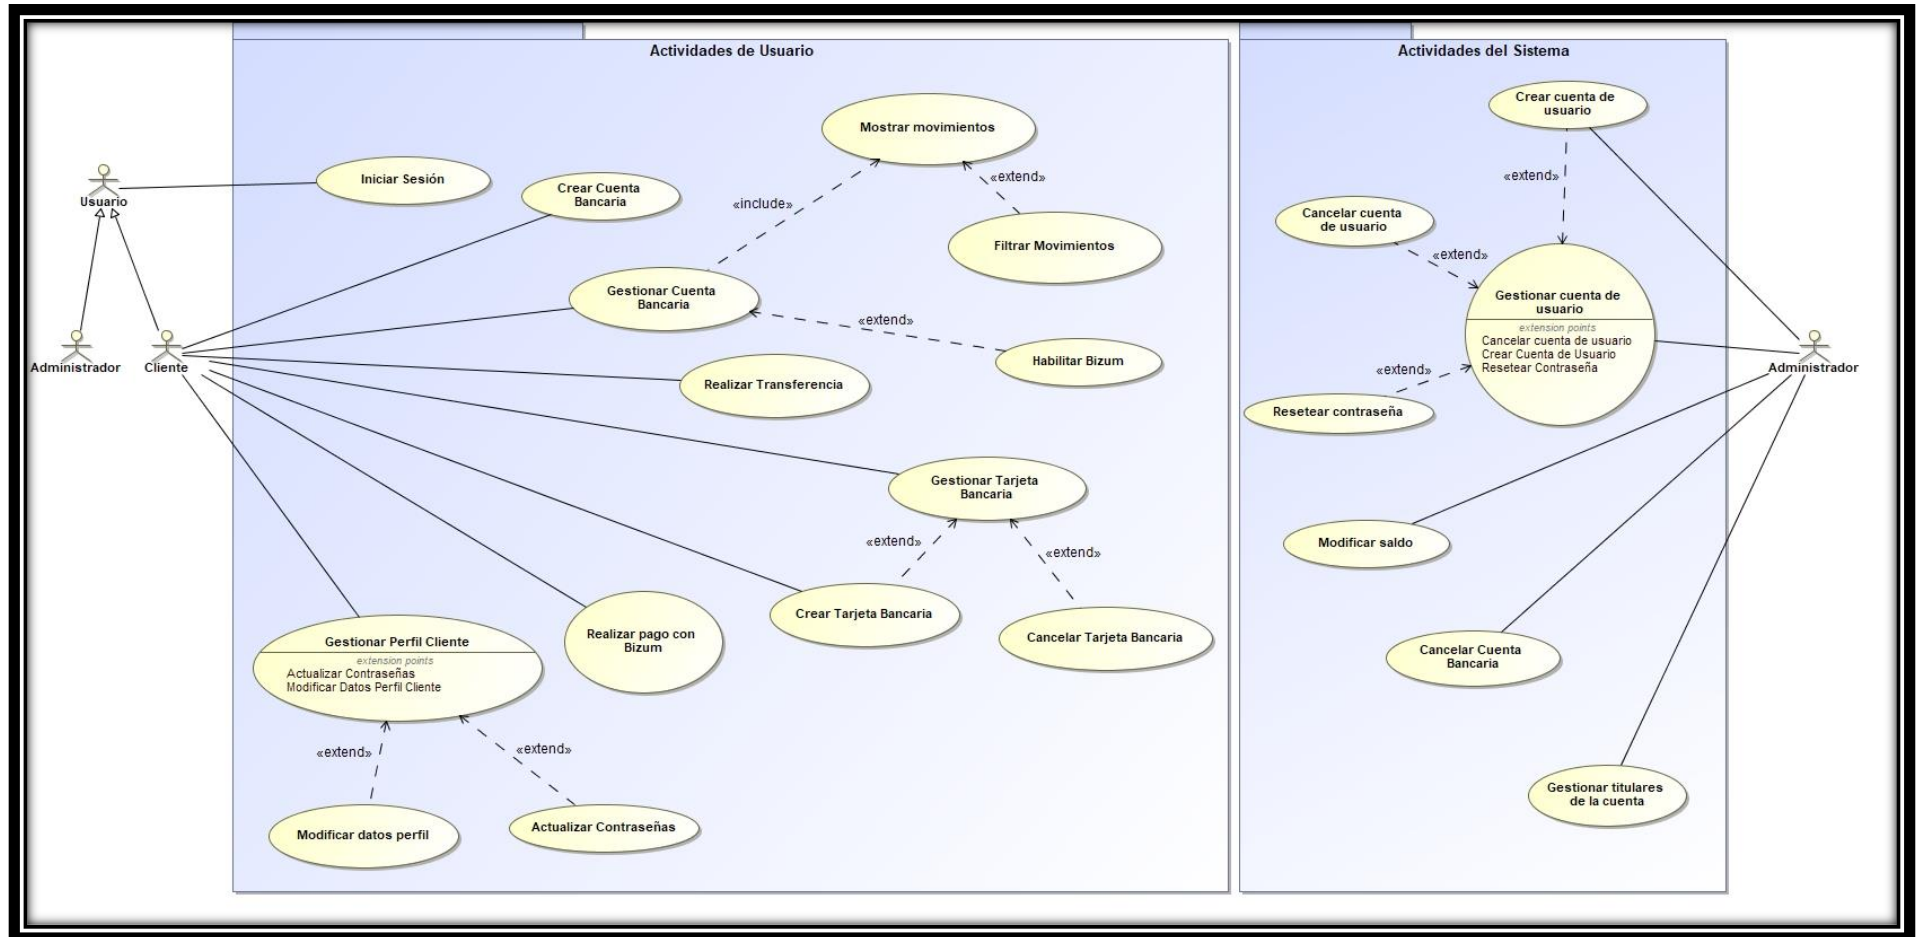 Actividades de Usuario
Mostrar movimientos
Usuario
Iniciar Sesión
Crear Cuenta
Bancaria
«include»
«extend»
Filtrar Movimientos
Gestionar Cuenta
Bancaria
«extend»
Habilitar Bizum
Administrador
Cliente
Realizar Transferencia
Gestionar Tarjeta
Bancaria
«extend»
«extend»
Crear Tarjeta Bancaria
Cancelar Tarjeta Bancaria
Realizar pago con
Bizum
Gestionar Perfil Cliente
extension points
Actualizar Contraseñas
Modificar Datos Perfil Cliente
«extend»
«extend»
Modificar datos perfil
Actualizar Contraseñas
Actividades del Sistema
Crear cuenta de
usuario
«extend»
Cancelar cuenta
de usuario
«extend»
Gestionar cuenta de
usuario
extension points
Cancelar cuenta de usuario
Crear Cuenta de Usuario
Resetear Contraseña
«extend»
Resetear contraseña
Administrador
Modificar saldo
Cancelar Cuenta
Bancaria
Gestionar titulares
de la cuenta